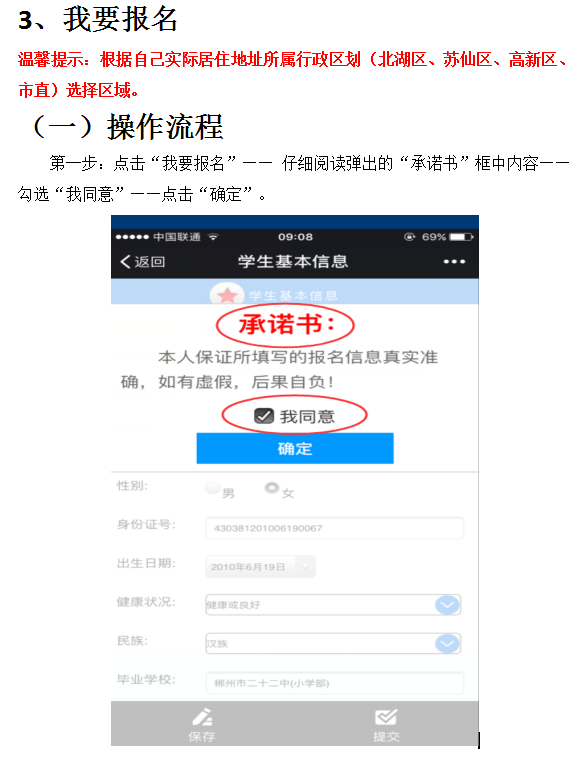 3、我要报名
温馨提示：根据自己实际居住地址所属行政区划（北湖区、苏仙区、高新区、
市直）选择区域。
（一）操作流程
第一步：点击“我要报名”—— 仔细阅读弹出的“承诺书”框中内容——
勾选“我同意”——点击“确定”。
中国联通 09:08 69%
返回 学生基本信息 •••
学生基本信息
承诺书：
本人保证所填写的报名信息真实准
确，如有虚假，后果自负！
我同意
确定
性别: 男 女
身份证号: 430381201006190067
出生日期: 2010年6月19日
健康状况: 健康或良好
民族: 汉族
毕业学校: 郴州市二十二中(小学部)
保存 提交